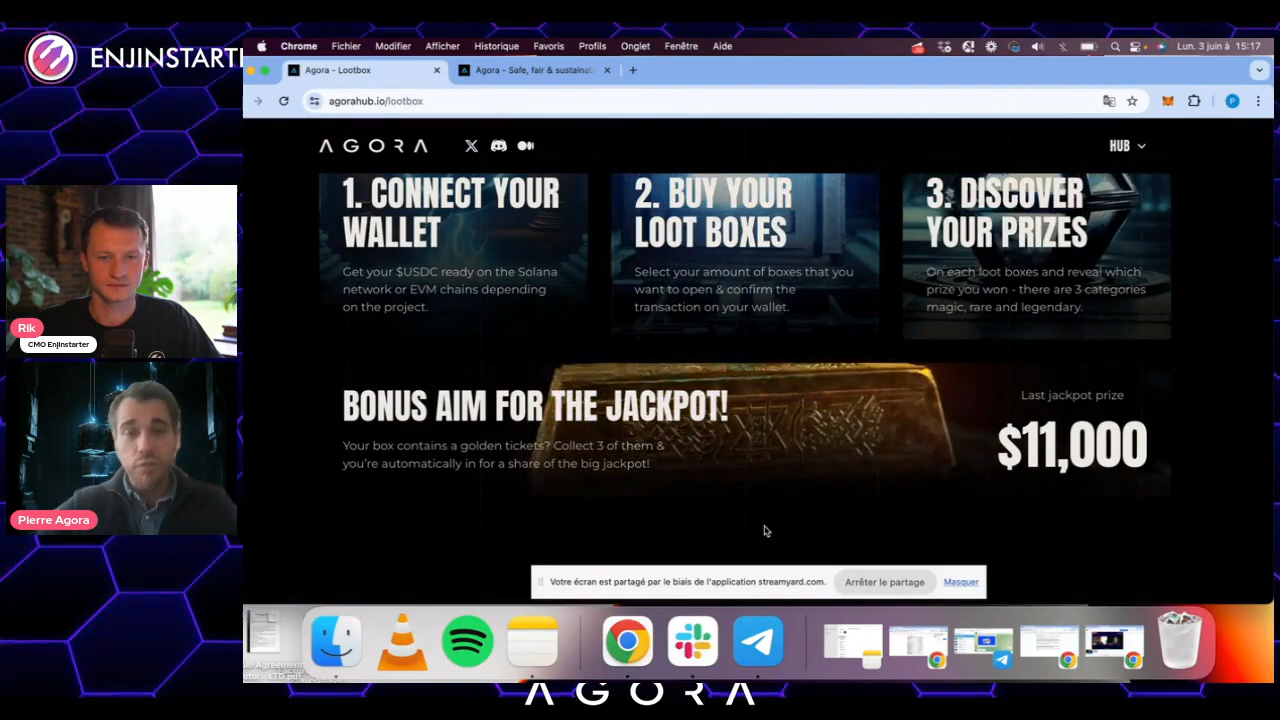 ENJINSTART
Chrome Fichier Modifier Afficher Historique Favoris Profils Onglet Fenêtre Aide
Lun. 3 juin à 15:17
Agora - Lootbox
Agora - Safe, fair & sustainab
agorahub.io/lootbox
P
AGORA
HUB
1. CONNECT YOUR
WALLET
Get your $USDC ready on the Solana
network or EVM chains depending
on the project.
2. BUY YOUR
LOOT BOXES
Select your amount of boxes that you
want to open & confirm the
transaction on your wallet.
3. DISCOVER
YOUR PRIZES
On each loot boxes and reveal which
prize you won - there are 3 categories
magic, rare and legendary.
BONUS AIM FOR THE JACKPOT!
Your box contains a golden tickets? Collect 3 of them &
you're automatically in for a share of the big jackpot!
Last jackpot prize
$11,000
Rik
CMO Enjinstarter
Pierre Agora
Votre écran est partagé par le biais de l'application streamyard.com.
Arrêter le partage
Masquer
Agreement
LTD.pdf
AGORA